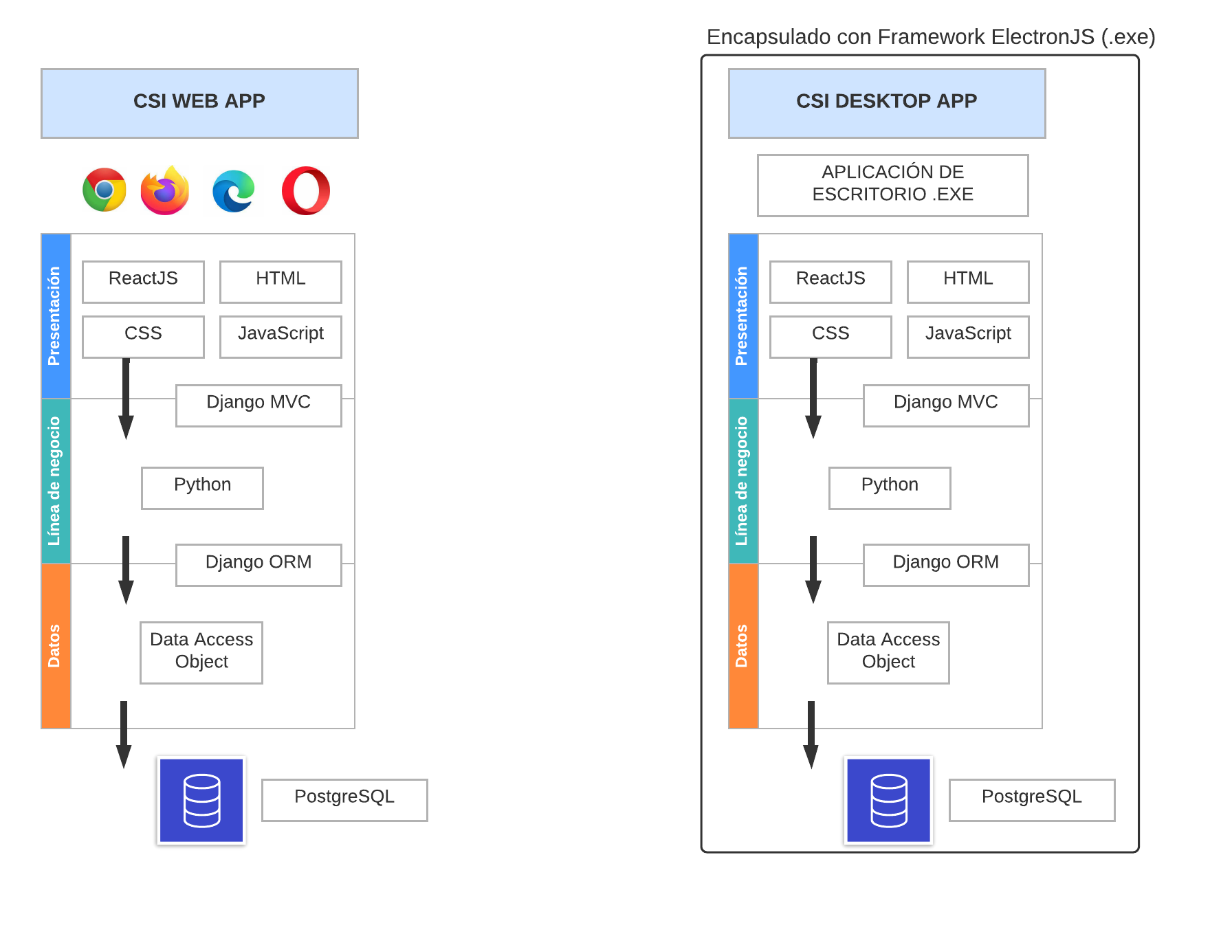 Encapsulado con Framework ElectronJS (.exe)
CSI WEB APP
Presentación
ReactJS
HTML
CSS
JavaScript
Django MVC
Línea de negocio
Python
Django ORM
Datos
Data Access
Object
PostgreSQL
CSI DESKTOP APP
APLICACIÓN DE
ESCRITORIO .EXE
Presentación
ReactJS
HTML
CSS
JavaScript
Django MVC
Línea de negocio
Python
Django ORM
Datos
Data Access
Object
PostgreSQL